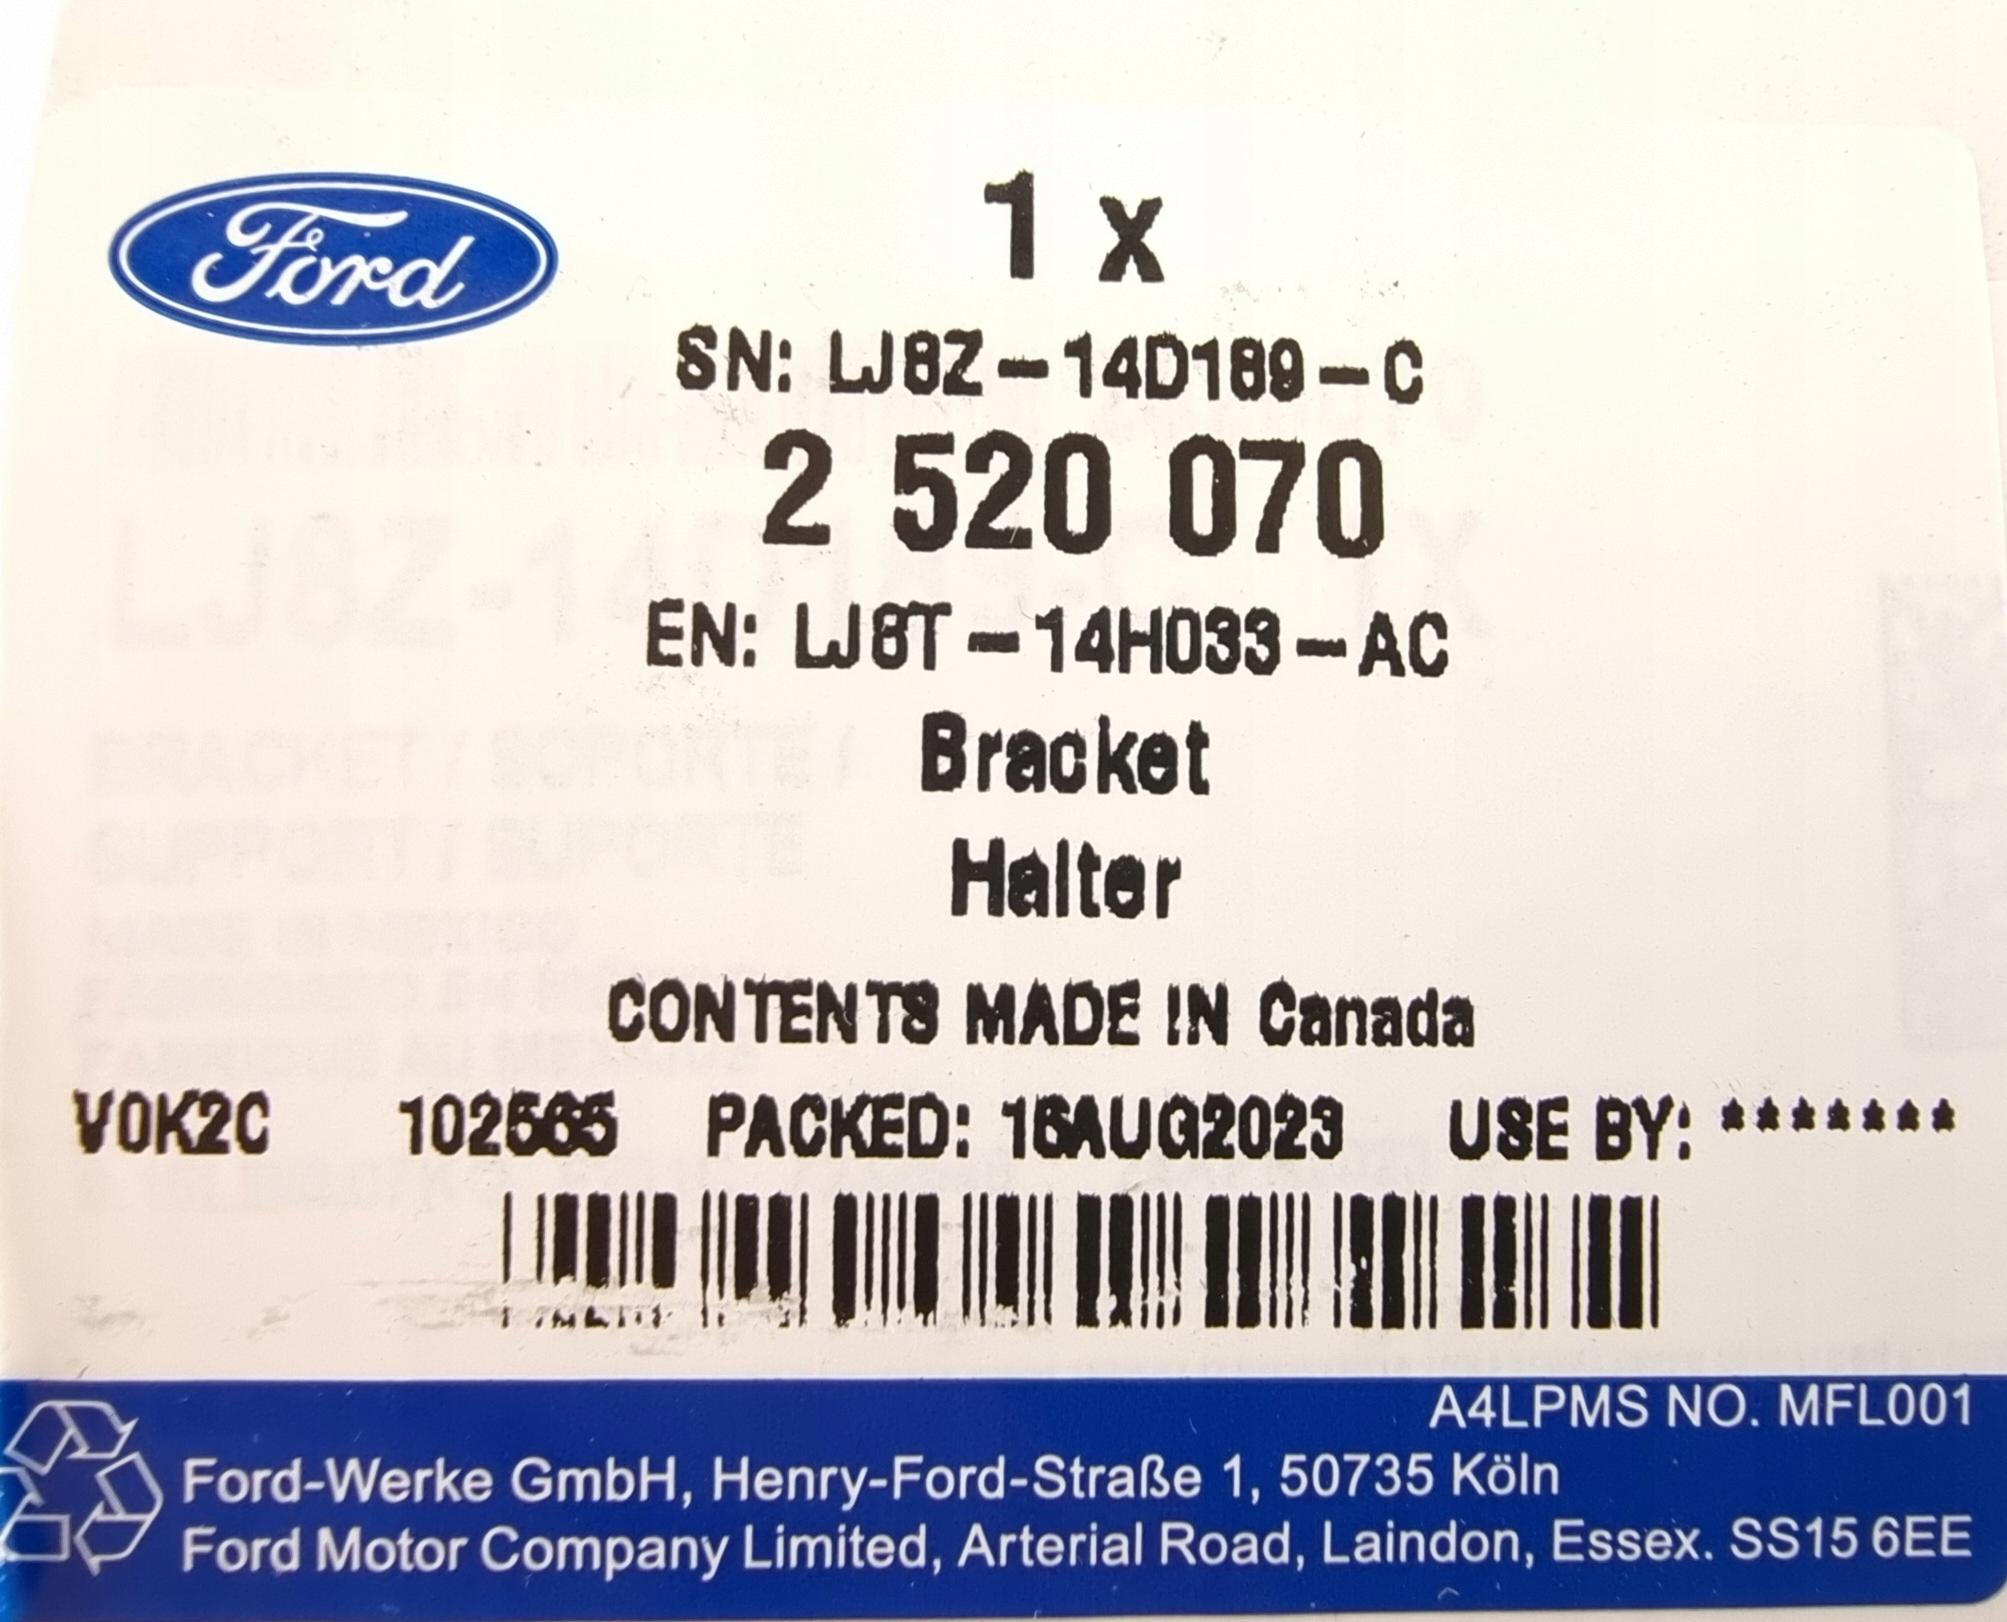 Ford
1 x
SN: LJ8Z-14D189-C
2 520 070
EN: LJ8T-14H033-AC
Bracket
Halter
CONTENTS MADE IN Canada
V0K2C 102565 PACKED: 16AUG2023 USE BY: *******
A4LPMS NO. MFL001
Ford-Werke GmbH, Henry-Ford-Straße 1, 50735 Köln
Ford Motor Company Limited, Arterial Road, Laindon, Essex. SS15 6EE